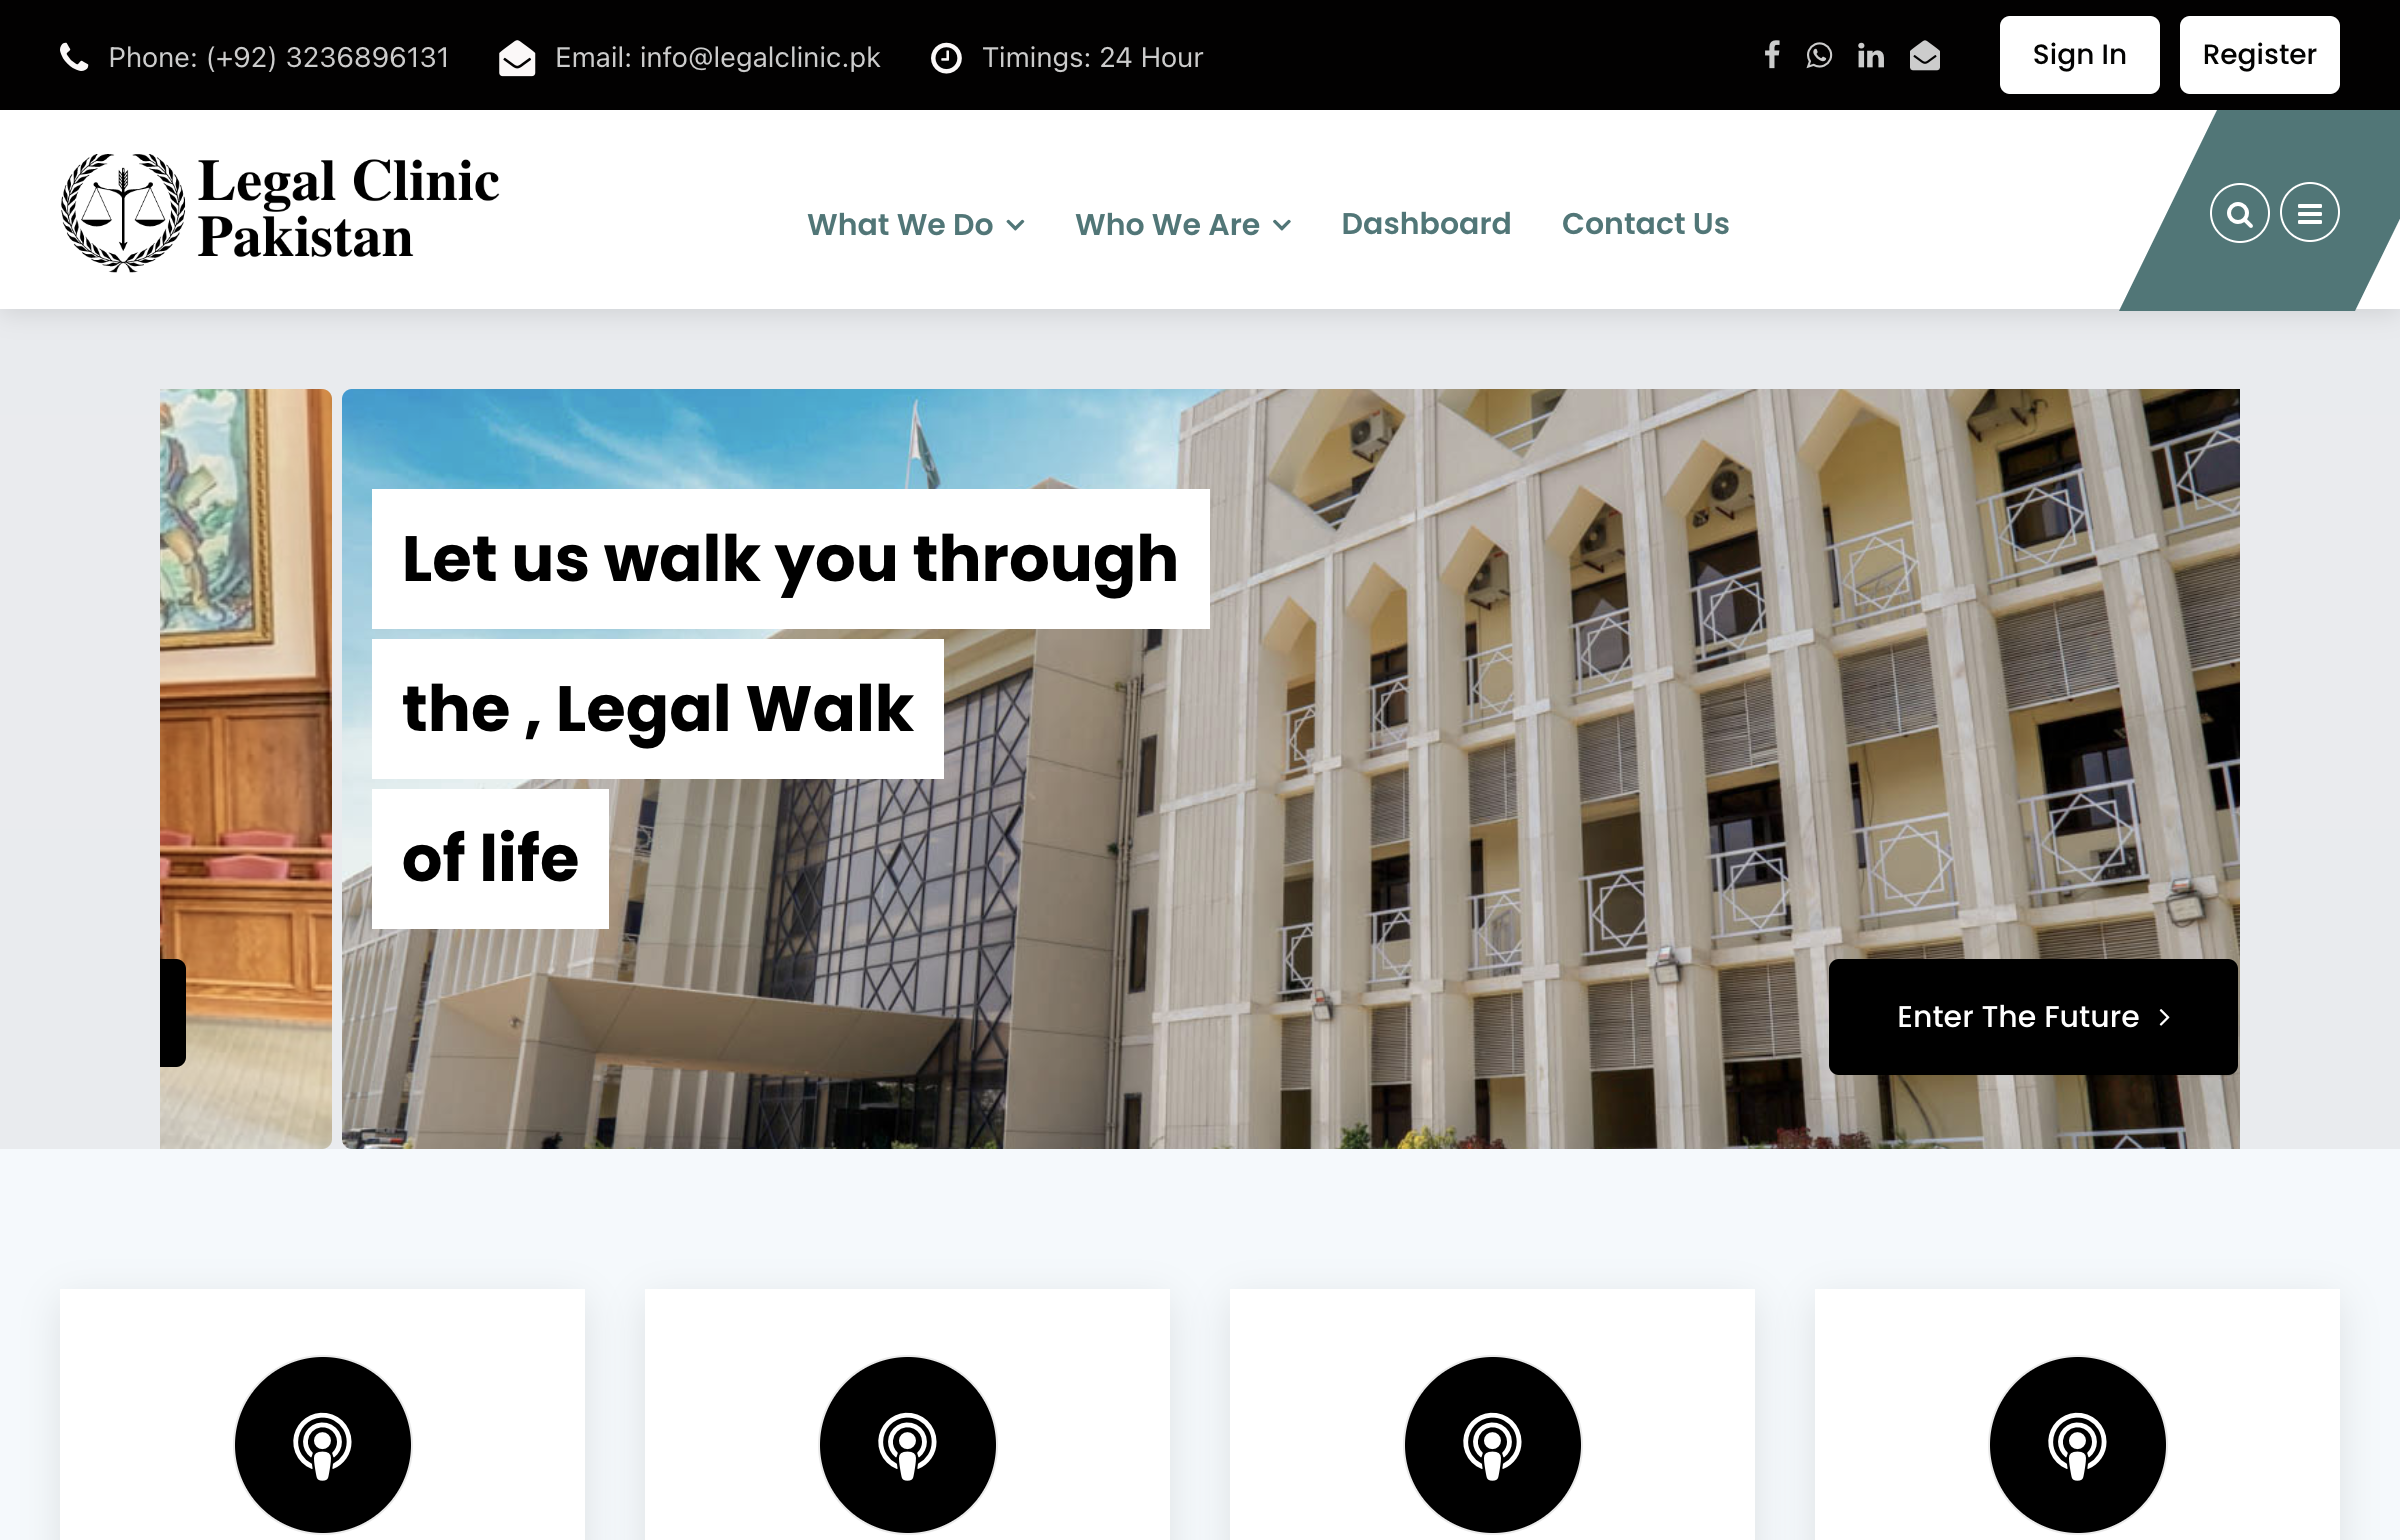 Phone: (+92) 3236896131
Email: info@legalclinic.pk
Timings: 24 Hour
Sign In
Register
Legal Clinic
Pakistan
What We Do
Who We Are
Dashboard
Contact Us
Let us walk you through
the , Legal Walk
of life
Enter The Future